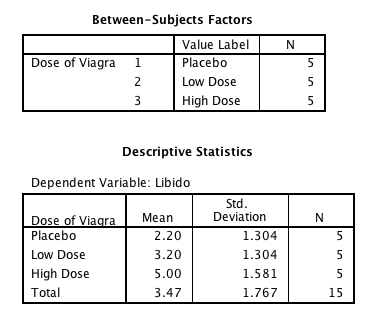 Between-Subjects Factors
Value Label N
Dose of Viagra 1 Placebo 5
2 Low Dose 5
3 High Dose 5
Descriptive Statistics
Dependent Variable: Libido
Dose of Viagra Mean Std. Deviation N
Placebo 2.20 1.304 5
Low Dose 3.20 1.304 5
High Dose 5.00 1.581 5
Total 3.47 1.767 15